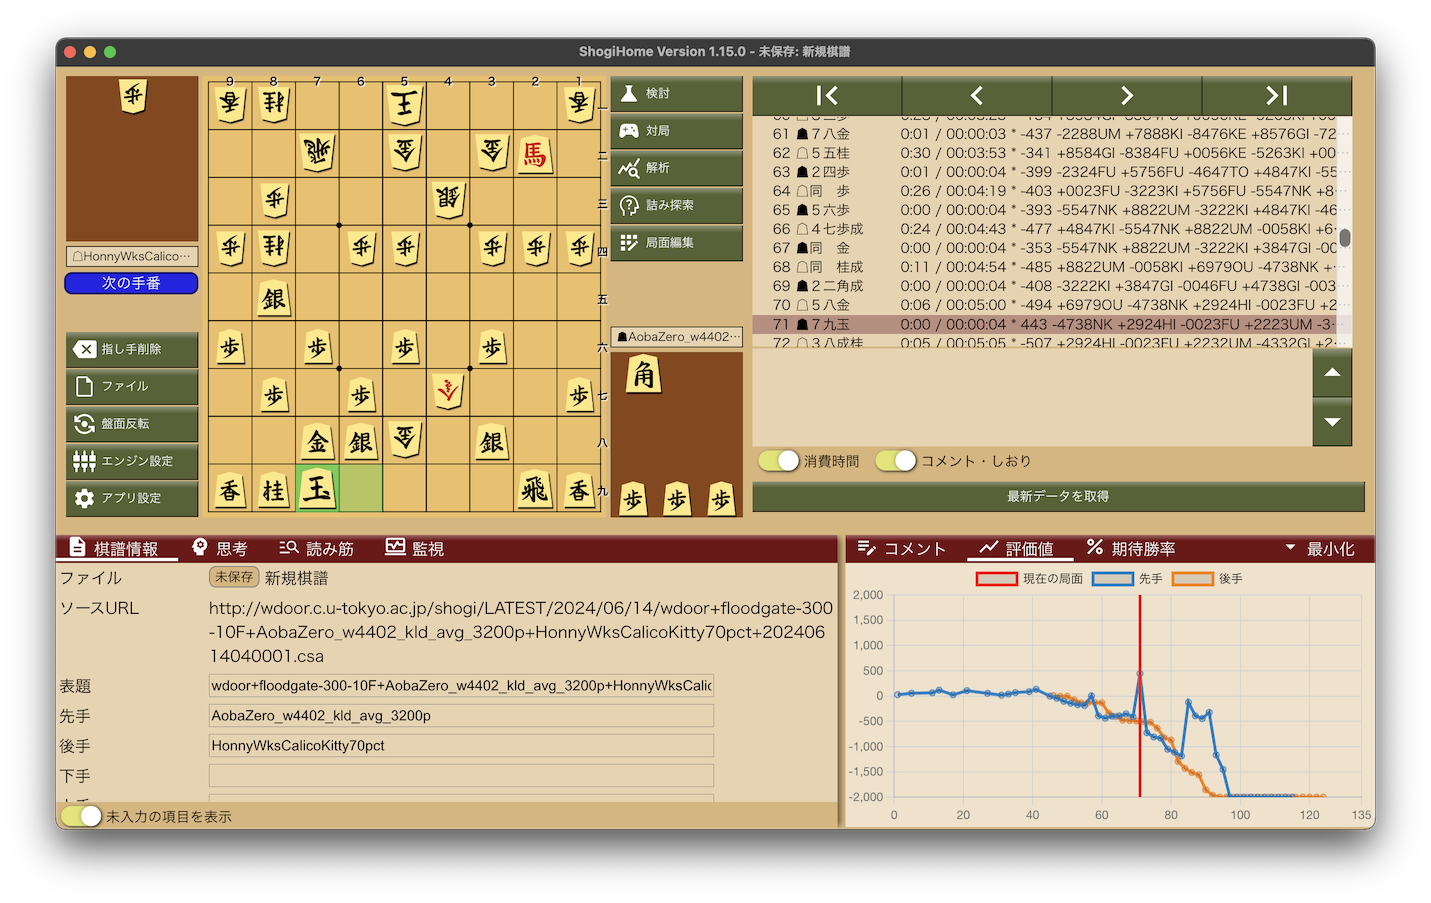 ShogiHome Version 1.15.0 - 未保存: 新規棋譜
歩
☖HonnyWksCalico…
次の手番
指し手削除
ファイル
盤面反転
エンジン設定
アプリ設定
9 8 7 6 5 4 3 2 1
香 桂 王 香 一
飛 金 金 馬 二
歩 銀 三
歩 桂 歩 歩 歩 歩 歩 四
銀 五
歩 歩 歩 歩 六
歩 歩 歩 七
金 銀 金 銀 八
香 桂 玉 飛 香 九
検討
対局
解析
詰み探索
局面編集
☗AobaZero_w4402…
角
歩 歩 歩
61 ☗7八金 0:01 / 00:00:03 * -437 -2288UM +7888KI -8476KE +8576GI -72…
62 ☖5五桂 0:30 / 00:03:53 * -341 +8584GI -8384FU +0056KE -5263KI +00…
63 ☗2四歩 0:01 / 00:00:04 * -399 -2324FU +5756FU -4647TO +4847KI -55…
64 ☖同　歩 0:26 / 00:04:19 * -403 +0023FU -3223KI +5756FU -5547NK +8…
65 ☗5六歩 0:00 / 00:00:04 * -393 -5547NK +8822UM -3222KI +4847KI -46…
66 ☖4七歩成 0:24 / 00:04:43 * -477 +4847KI -5547NK +8822UM -0058KI +6…
67 ☗同　金 0:00 / 00:00:04 * -353 -5547NK +8822UM -3222KI +3847GI -00…
68 ☖同　桂成 0:11 / 00:04:54 * -485 +8822UM -0058KI +6979OU -4738NK +…
69 ☗2二角成 0:00 / 00:00:04 * -408 -3222KI +3847GI -0046FU +4738GI -003…
70 ☖5八金 0:06 / 00:05:00 * -494 +6979OU -4738NK +2924HI -0023FU +2…
71 ☗7九玉 0:00 / 00:00:04 * 443 -4738NK +2924HI -0023FU +2223UM -3…
72 ☖3八成桂 0:05 / 00:05:05 * -507 +2924HI -0023FU +2232UM -4332GI +4…
消費時間
コメント・しおり
最新データを取得
棋譜情報 思考 読み筋 監視
ファイル 未保存 新規棋譜
ソースURL http://wdoor.c.u-tokyo.ac.jp/shogi/LATEST/2024/06/14/wdoor+floodgate-300
-10F+AobaZero_w4402_kld_avg_3200p+HonnyWksCalicoKitty70pct+202406
14040001.csa
表題 wdoor+floodgate-300-10F+AobaZero_w4402_kld_avg_3200p+HonnyWksCalic
先手 AobaZero_w4402_kld_avg_3200p
後手 HonnyWksCalicoKitty70pct
下手
未入力の項目を表示
コメント 評価値 期待勝率 最小化
現在の局面 先手 後手
2,000
1,500
1,000
500
0
-500
-1,000
-1,500
-2,000
0 20 40 60 80 100 120 135